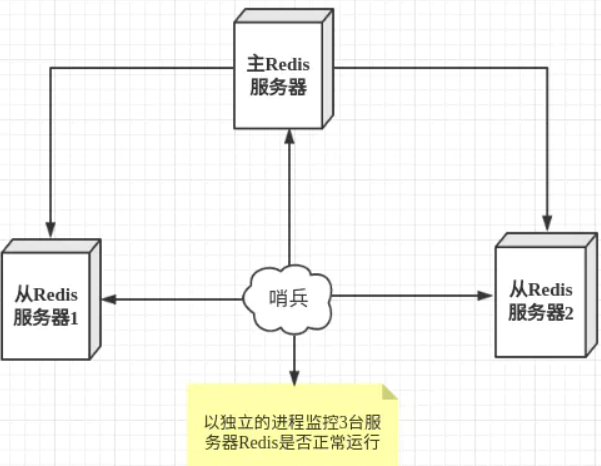 主Redis
服务器
从Redis
服务器1
哨兵
从Redis
服务器2
以独立的进程监控3台服
务器Redis是否正常运行